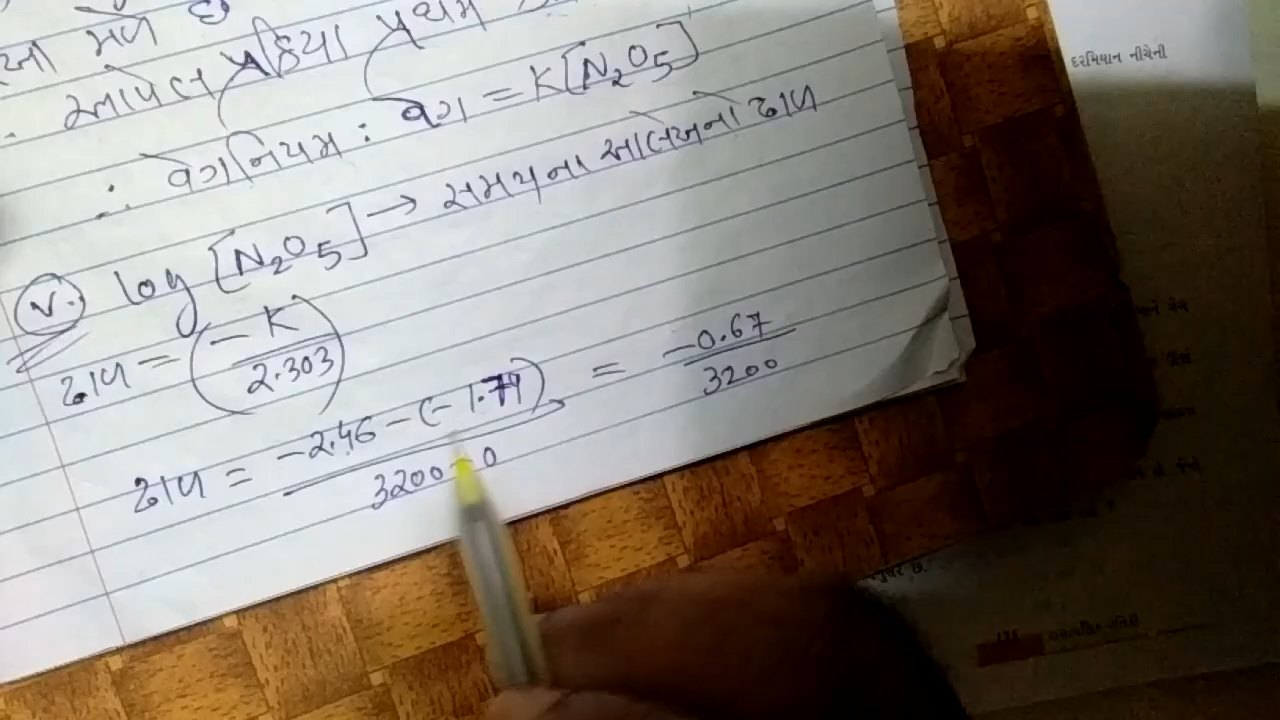 મળે છે
∴ આપેલ પ્રક્રિયા પ્રથમ
∴ વેગ નિયમ : વેગ = K[N₂O₅]
V. log [N₂O₅] → સમયના આલેખનો ઢાળ
ઢાળ = (-K/2.303)
ઢાળ = -2.46 - (-1.79) / 3200 - 0 = -0.67/3200
દરમિયાન નીચેની